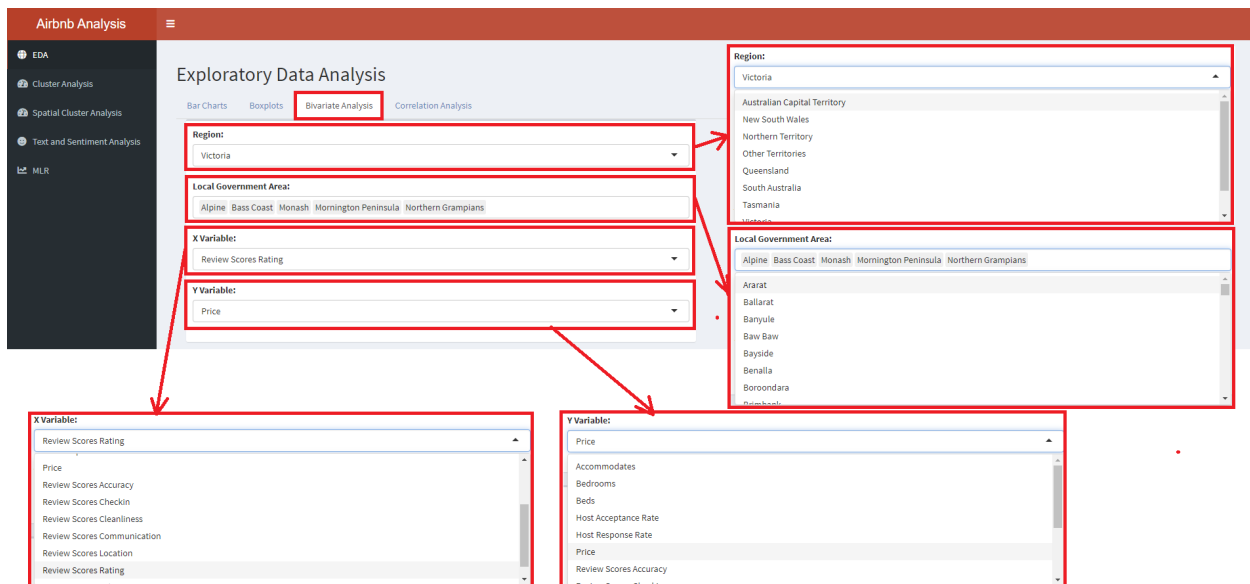 Airbnb Analysis
EDA
Cluster Analysis
Spatial Cluster Analysis
Text and Sentiment Analysis
MLR
Exploratory Data Analysis
Bar Charts Boxplots Bivariate Analysis Correlation Analysis
Region:
Victoria
Local Government Area:
Alpine Bass Coast Monash Mornington Peninsula Northern Grampians
X Variable:
Review Scores Rating
Y Variable:
Price
Region:
Victoria
Australian Capital Territory
New South Wales
Northern Territory
Other Territories
Queensland
South Australia
Tasmania
Victoria
Local Government Area:
Alpine Bass Coast Monash Mornington Peninsula Northern Grampians
Ararat
Ballarat
Banyule
Baw Baw
Bayside
Benalla
Boroondara
Brimbank
X Variable:
Review Scores Rating
Price
Review Scores Accuracy
Review Scores Checkin
Review Scores Cleanliness
Review Scores Communication
Review Scores Location
Review Scores Rating
Y Variable:
Price
Accommodates
Bedrooms
Beds
Host Acceptance Rate
Host Response Rate
Price
Review Scores Accuracy
Review Scores Checkin